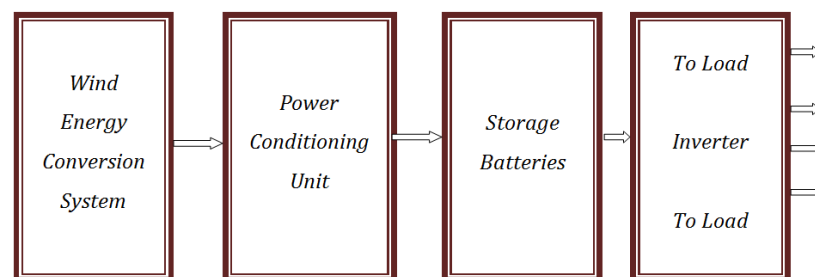 Wind
Energy
Conversion
System
Power
Conditioning
Unit
Storage
Batteries
To Load
Inverter
To Load